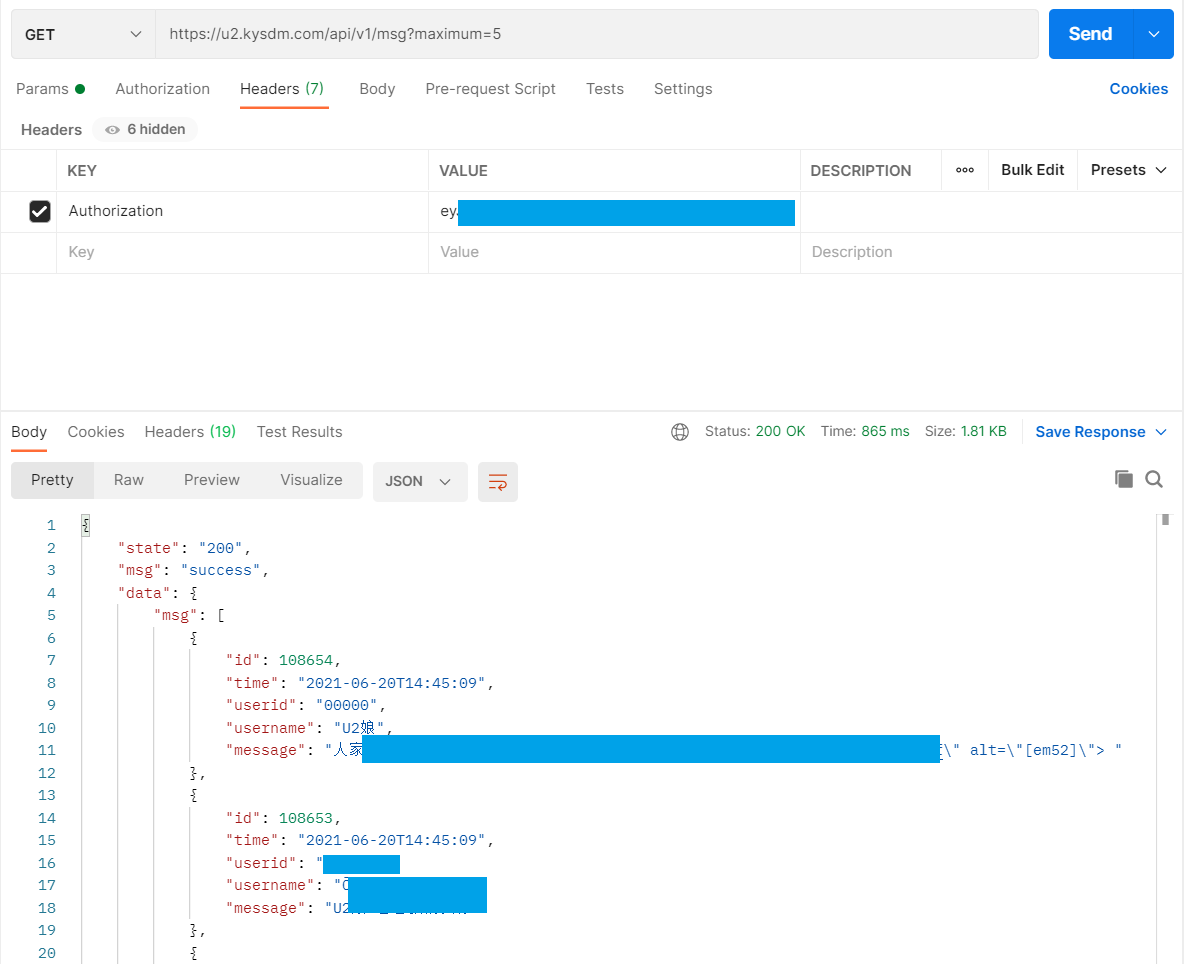 GET https://u2.kysdm.com/api/v1/msg?maximum=5 Send
Params Authorization Headers (7) Body Pre-request Script Tests Settings Cookies
Headers 6 hidden
KEY VALUE DESCRIPTION Bulk Edit Presets
Authorization ey
Key Value Description
Body Cookies Headers (19) Test Results Status: 200 OK Time: 865 ms Size: 1.81 KB Save Response
Pretty Raw Preview Visualize JSON
1 {
2 "state": "200",
3 "msg": "success",
4 "data": {
5 "msg": [
6 {
7 "id": 108654,
8 "time": "2021-06-20T14:45:09",
9 "userid": "00000",
10 "username": "U2娘",
11 "message": "人家 \" alt=\"[em52]\"> "
12 },
13 {
14 "id": 108653,
15 "time": "2021-06-20T14:45:09",
16 "userid": "
17 "username": "
18 "message": "U2
19 },
20 {